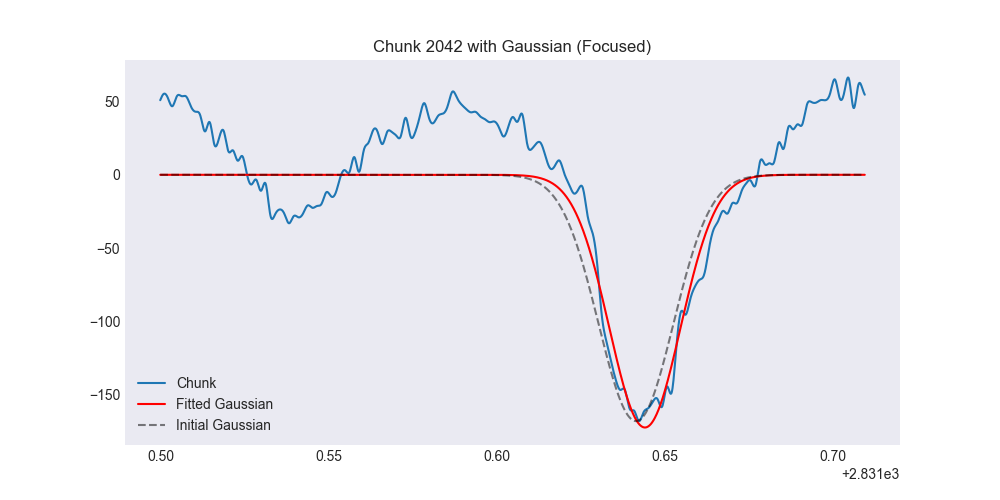 Chunk 2042 with Gaussian (Focused)
50
0
−50
−100
−150
Chunk
Fitted Gaussian
Initial Gaussian
0.50 0.55 0.60 0.65 0.70
+2.831e3